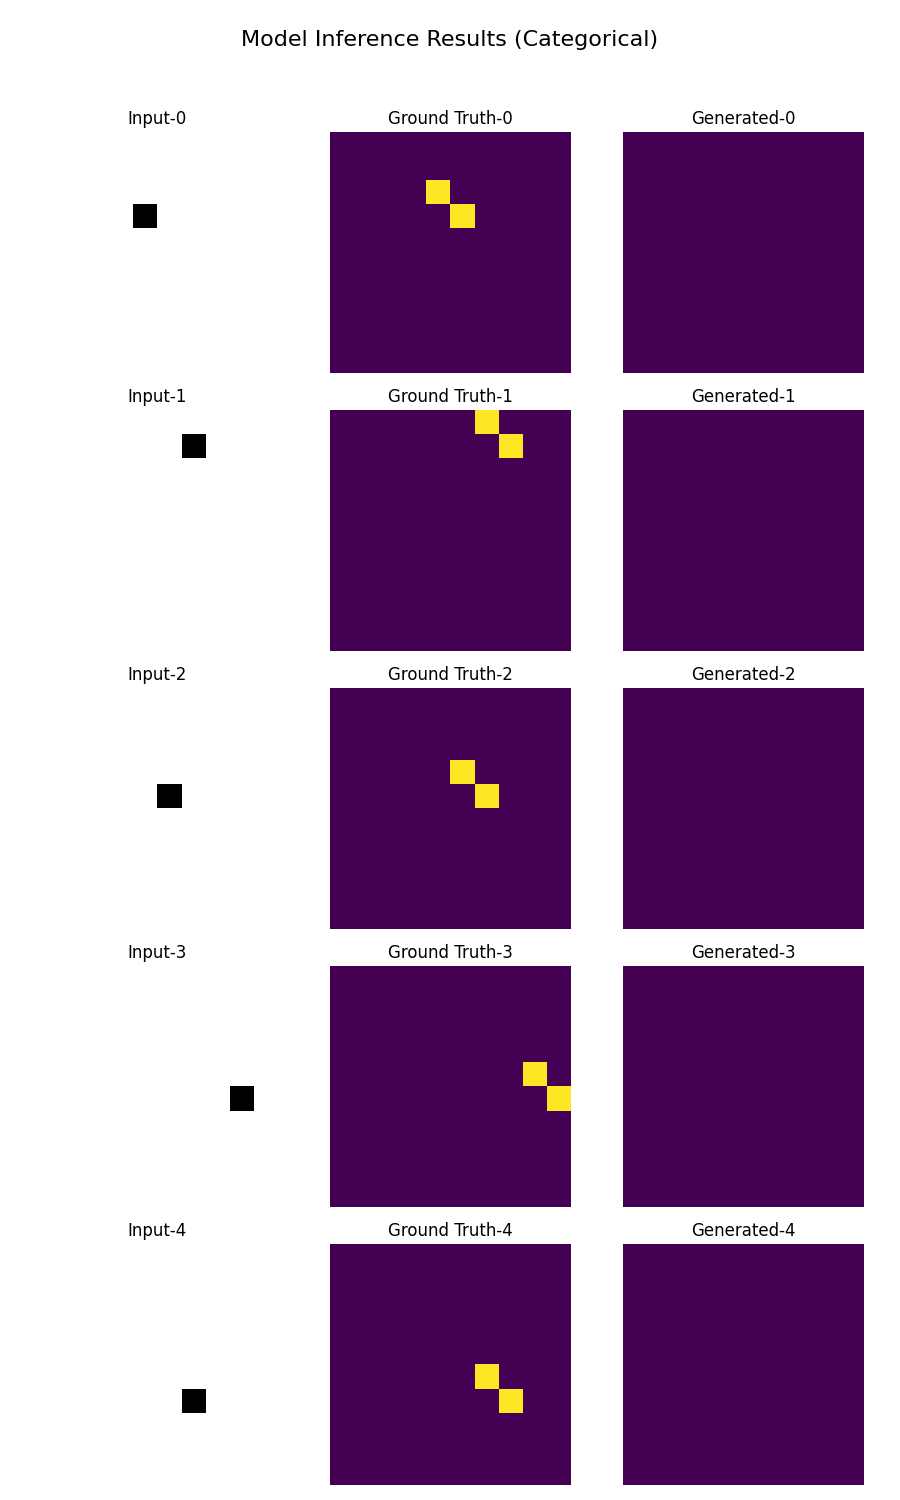 Model Inference Results (Categorical)
Input-0
Ground Truth-0
Generated-0
Input-1
Ground Truth-1
Generated-1
Input-2
Ground Truth-2
Generated-2
Input-3
Ground Truth-3
Generated-3
Input-4
Ground Truth-4
Generated-4